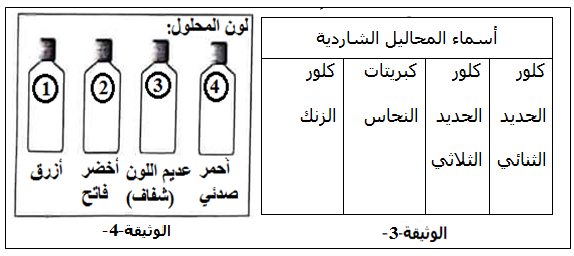 أسماء المحاليل الشاردية
كلور الحديد الثنائي
كلور الحديد الثلاثي
كبريتات النحاس
كلور الزنك
الوثيقة-3-
لون المحلول:
4
3
2
1
أحمر صدئي
عديم اللون (شفاف)
أخضر فاتح
أزرق
الوثيقة-4-